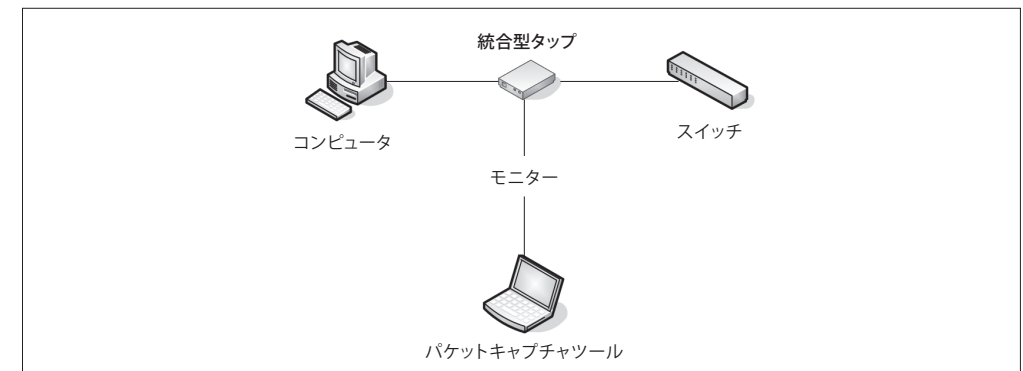 統合型タップ
コンピュータ
スイッチ
モニター
パケットキャプチャツール